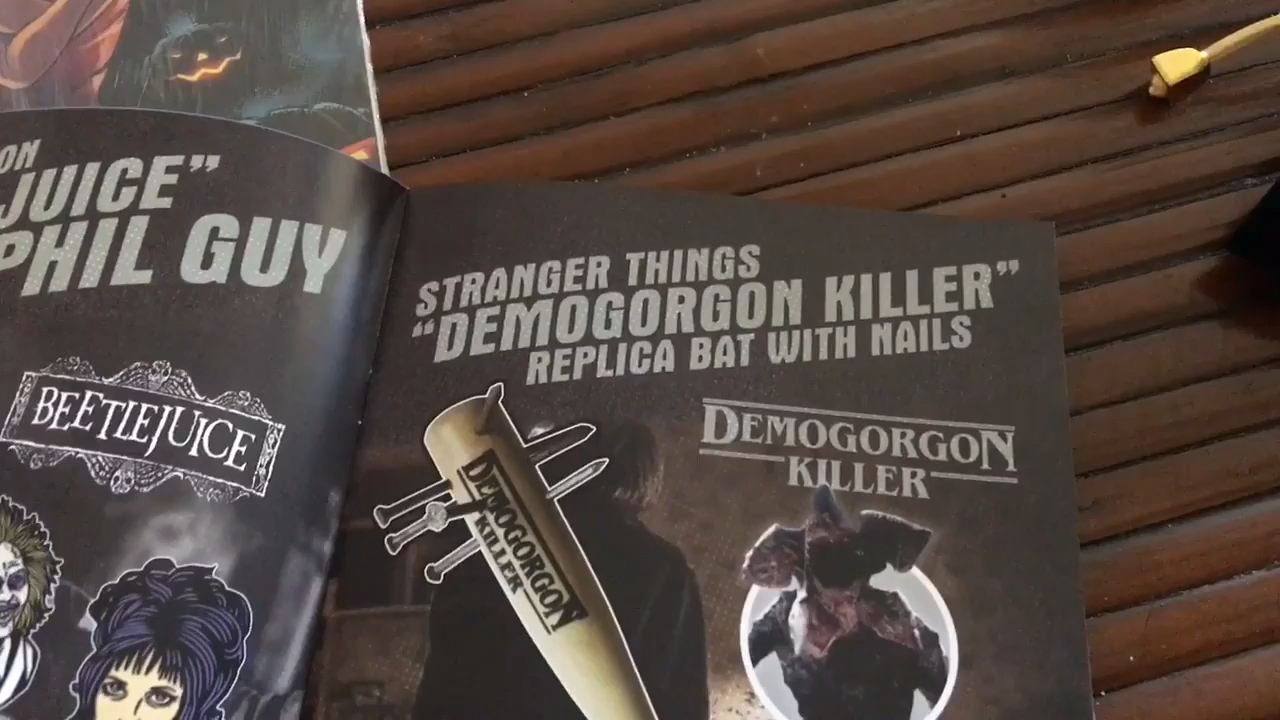 ON
JUICE”
PHIL GUY
BEETLEJUICE
STRANGER THINGS
“DEMOGORGON KILLER”
REPLICA BAT WITH NAILS
DEMOGORGON
KILLER
DEMOGORGON
KILLER